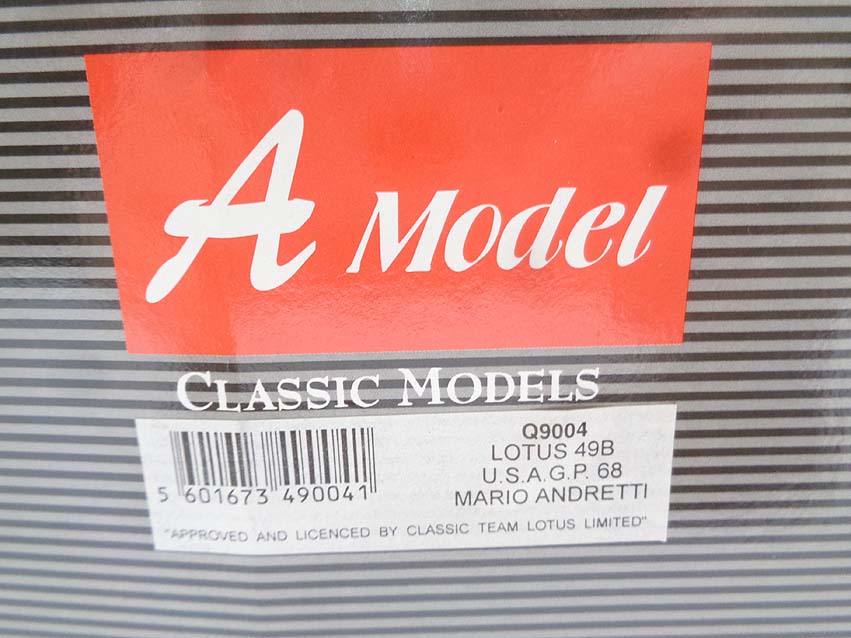 A Model
CLASSIC MODELS
Q9004
LOTUS 49B
U.S.A.G.P. 68
MARIO ANDRETTI
5 601673 490041
"APPROVED AND LICENCED BY CLASSIC TEAM LOTUS LIMITED"